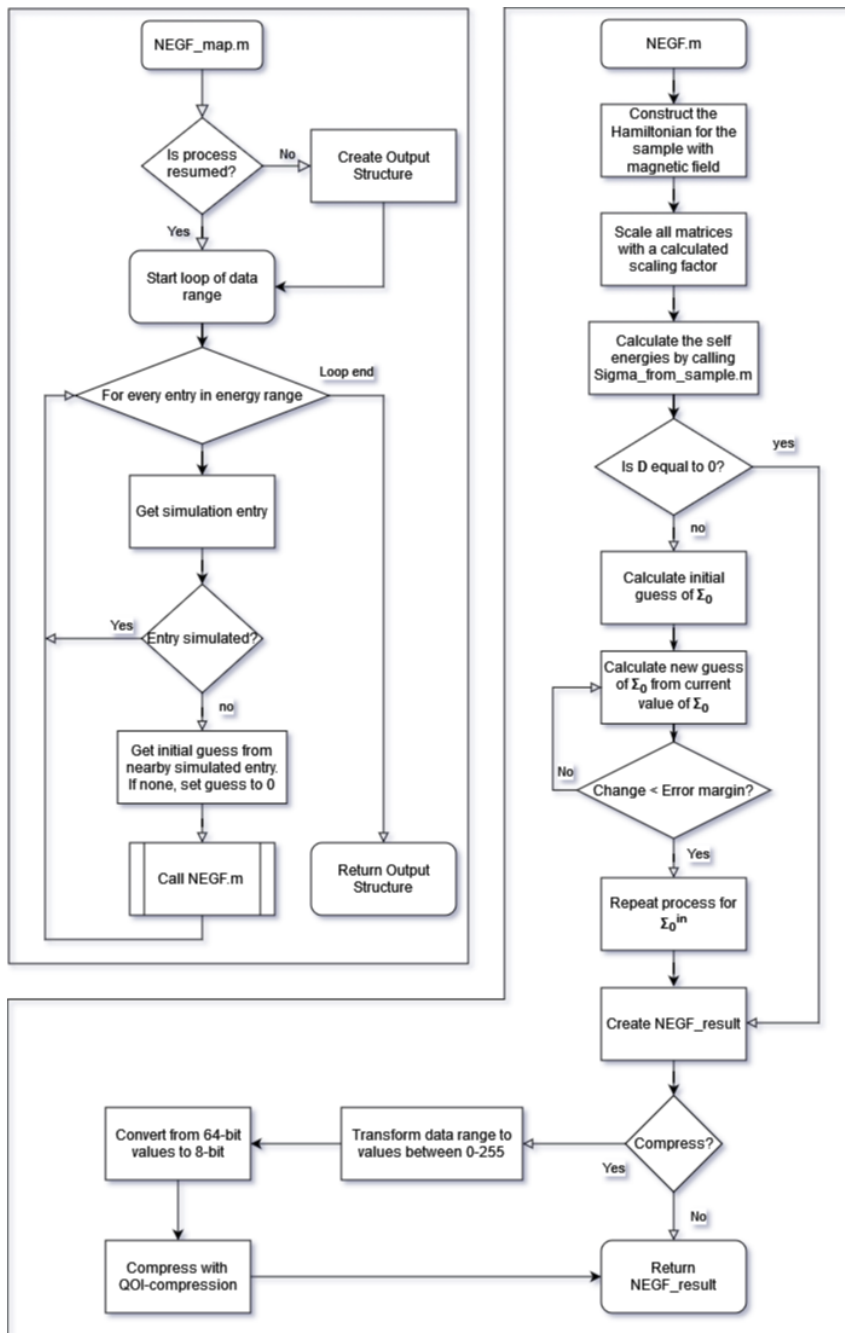 NEGF_map.m
Is process
resumed?
No
Create Output
Structure
Yes
Start loop of data
range
Loop end
For every entry in energy range
Get simulation entry
Yes
Entry simulated?
no
Get initial guess from
nearby simulated entry.
If none, set guess to 0
Call NEGF.m
Return Output
Structure
NEGF.m
Construct the
Hamiltonian for the
sample with
magnetic field
Scale all matrices
with a calculated
scaling factor
Calculate the self
energies by calling
Sigma_from_sample.m
yes
Is D equal to 0?
no
Calculate initial
guess of Σ₀
Calculate new guess
of Σ₀ from current
value of Σ₀
No
Change < Error margin?
Yes
Repeat process for
Σ₀ⁱⁿ
Create NEGF_result
Compress?
Yes
Transform data range to
values between 0-255
Convert from 64-bit
values to 8-bit
No
Compress with
QOI-compression
Return
NEGF_result